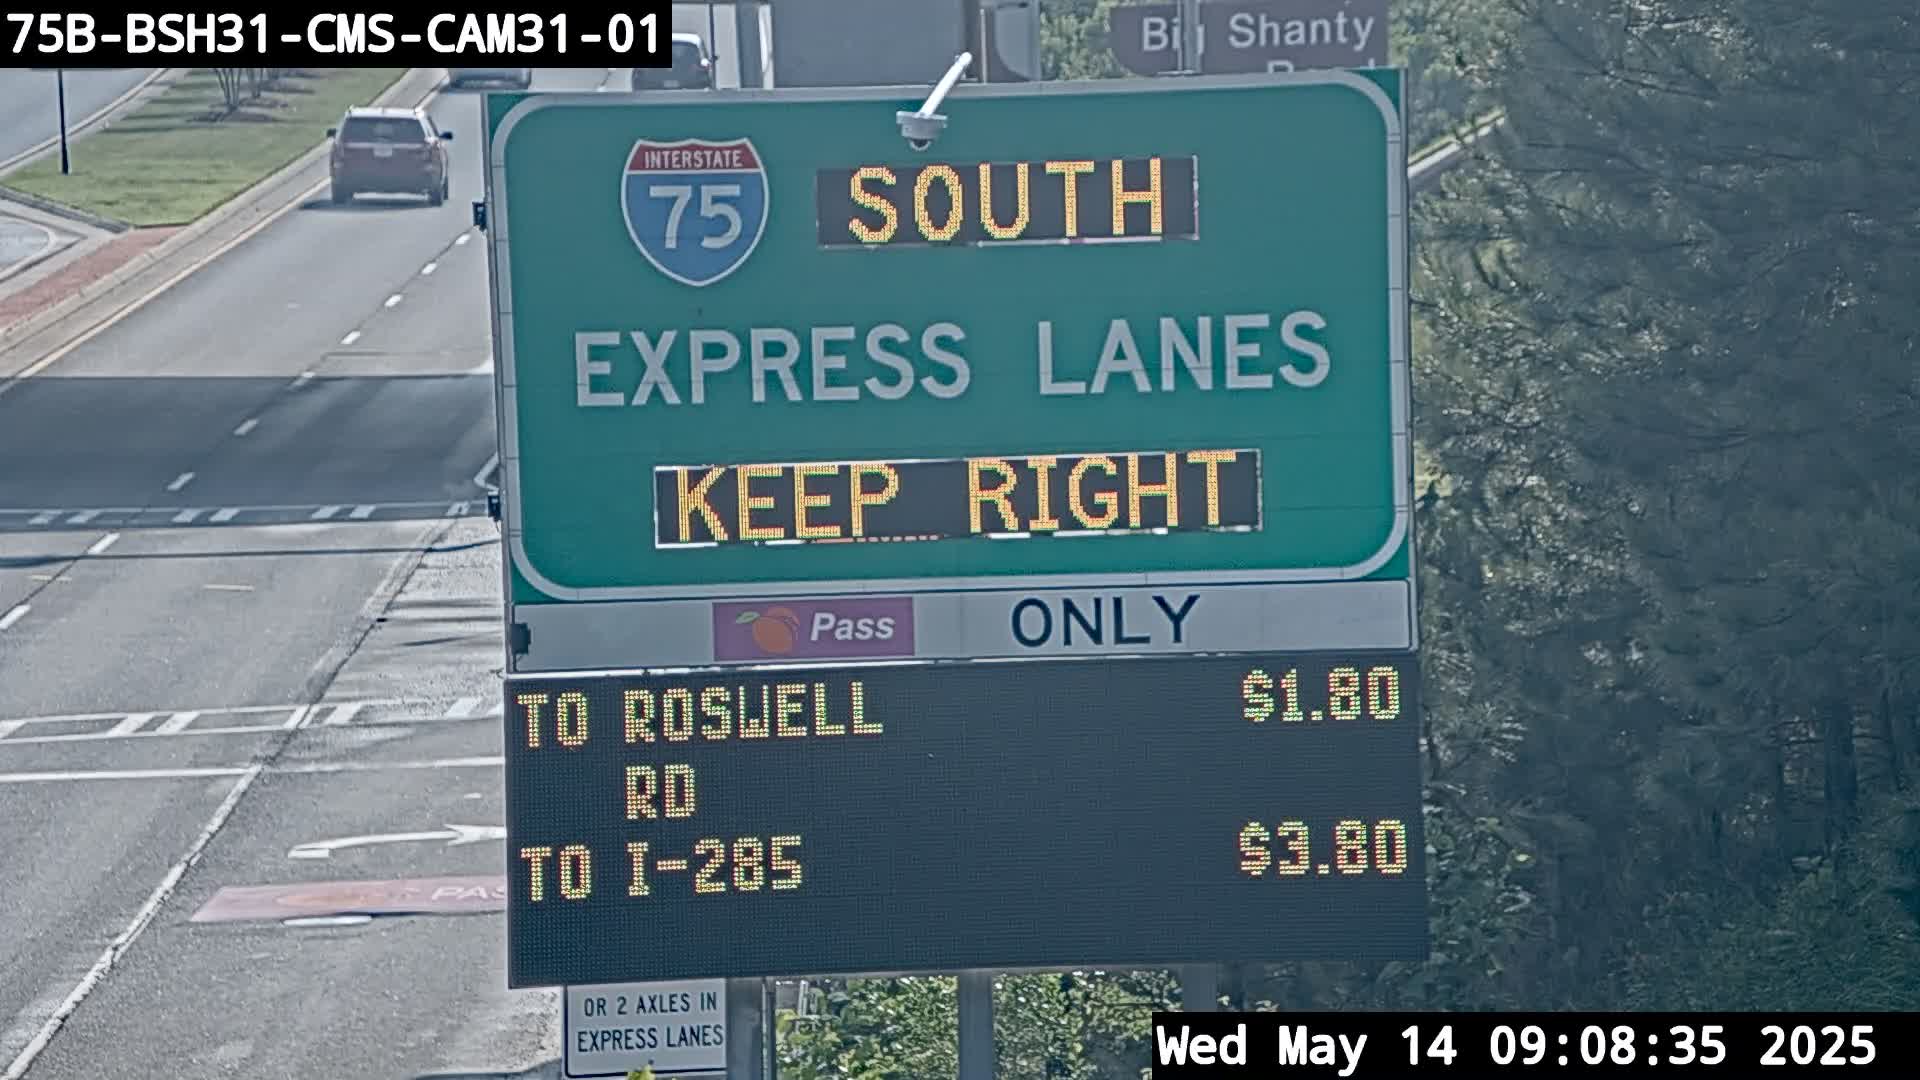 75B-BSH31-CMS-CAM31-01
Big Shanty
Road
INTERSTATE
75
SOUTH
EXPRESS LANES
KEEP RIGHT
Pass ONLY
TO ROSWELL $1.80
RD
TO I-285 $3.80
PAS
OR 2 AXLES IN
EXPRESS LANES
Wed May 14 09:08:35 2025